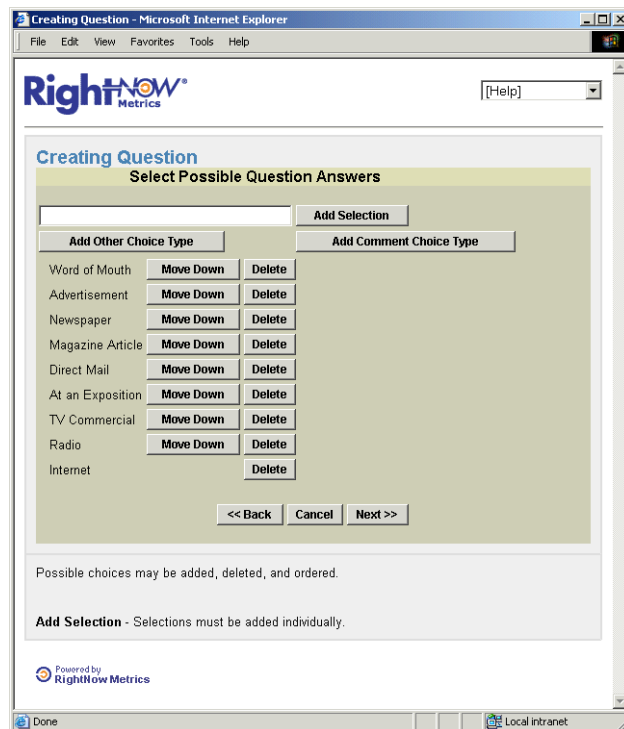 Creating Question - Microsoft Internet Explorer
File Edit View Favorites Tools Help
RightNOW®
Metrics
[Help]
Creating Question
Select Possible Question Answers
Add Selection
Add Other Choice Type Add Comment Choice Type
Word of Mouth Move Down Delete
Advertisement Move Down Delete
Newspaper Move Down Delete
Magazine Article Move Down Delete
Direct Mail Move Down Delete
At an Exposition Move Down Delete
TV Commercial Move Down Delete
Radio Move Down Delete
Internet Delete
<< Back Cancel Next >>
Possible choices may be added, deleted, and ordered.
Add Selection - Selections must be added individually.
Powered by
RightNow Metrics
Done Local intranet